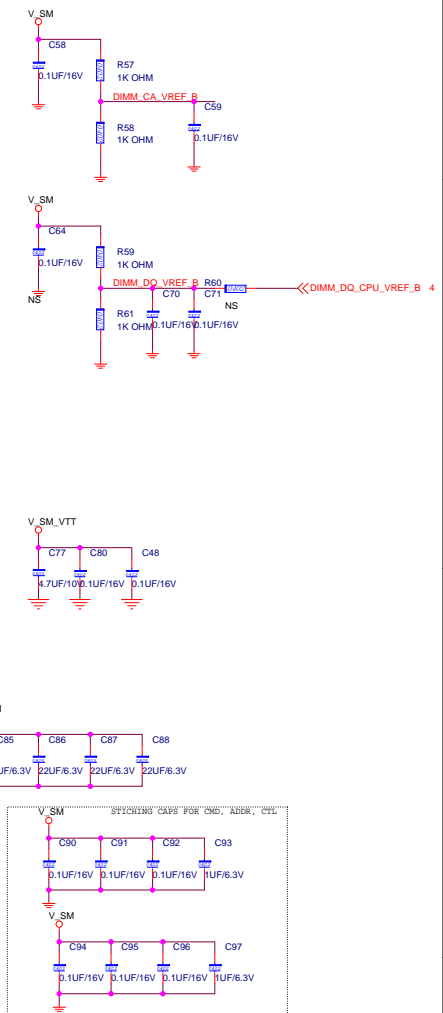 V_SM
C58
0.1UF/16V
R57
1K OHM
DIMM_CA_VREF_B
C59
R58
1K OHM
0.1UF/16V
V_SM
C64
0.1UF/16V
NS
R59
1K OHM
DIMM_DQ_VREF_B
R60
C70
C71
NS
DIMM_DQ_CPU_VREF_B 4
R61
1K OHM
0.1UF/16V
0.1UF/16V
V_SM_VTT
C77
C80
C48
4.7UF/10V
0.1UF/16V
0.1UF/16V
C85
C86
C87
C88
UF/6.3V
22UF/6.3V
22UF/6.3V
22UF/6.3V
V_SM
STICHING CAPS FOR CMD, ADDR, CTL
C90
C91
C92
C93
0.1UF/16V
0.1UF/16V
0.1UF/16V
1UF/6.3V
V_SM
C94
C95
C96
C97
0.1UF/16V
0.1UF/16V
0.1UF/16V
1UF/6.3V